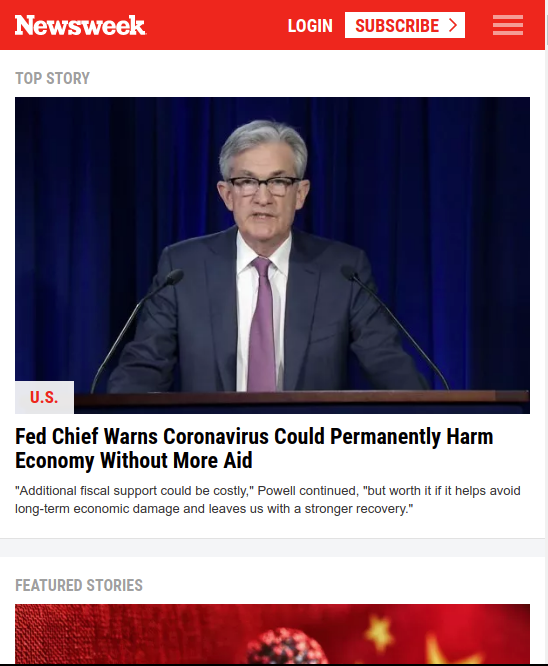 Newsweek
LOGIN
SUBSCRIBE
TOP STORY
U.S.
Fed Chief Warns Coronavirus Could Permanently Harm
Economy Without More Aid
"Additional fiscal support could be costly," Powell continued, "but worth it if it helps avoid
long-term economic damage and leaves us with a stronger recovery."
FEATURED STORIES